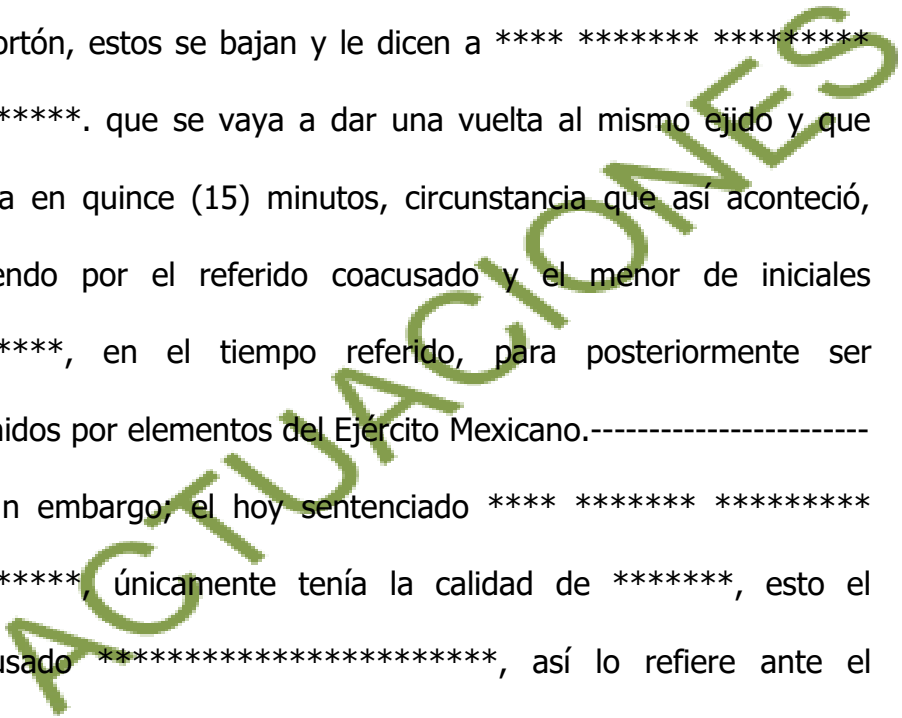 ortón, estos se bajan y le dicen a **** ******* *********
*****. que se vaya a dar una vuelta al mismo ejido y que
a en quince (15) minutos, circunstancia que así aconteció,
endo por el referido coacusado y el menor de iniciales
****, en el tiempo referido, para posteriormente ser
nidos por elementos del Ejército Mexicano.-----------------------
n embargo; el hoy sentenciado **** ******* *********
*****, únicamente tenía la calidad de *******, esto el
usado **********************, así lo refiere ante el
ACTUACIONES